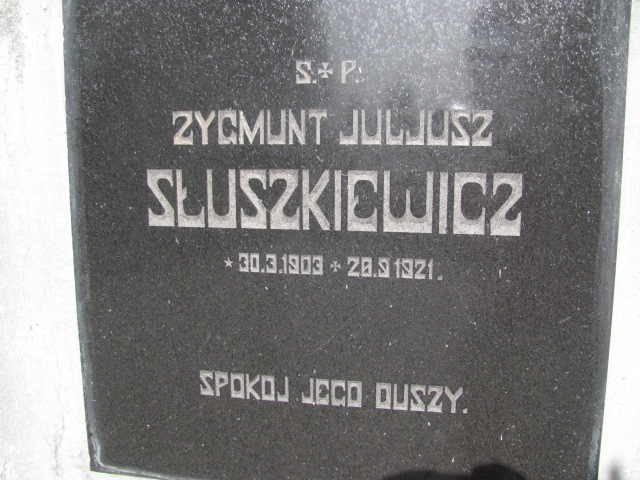 Ś.✠P.
ZYGMUNT JULJUSZ
SŁUSZKIEWICZ
* 30.3.1903 ✠ 28.9 1921.
SPOKOJ JEGO DUSZY.